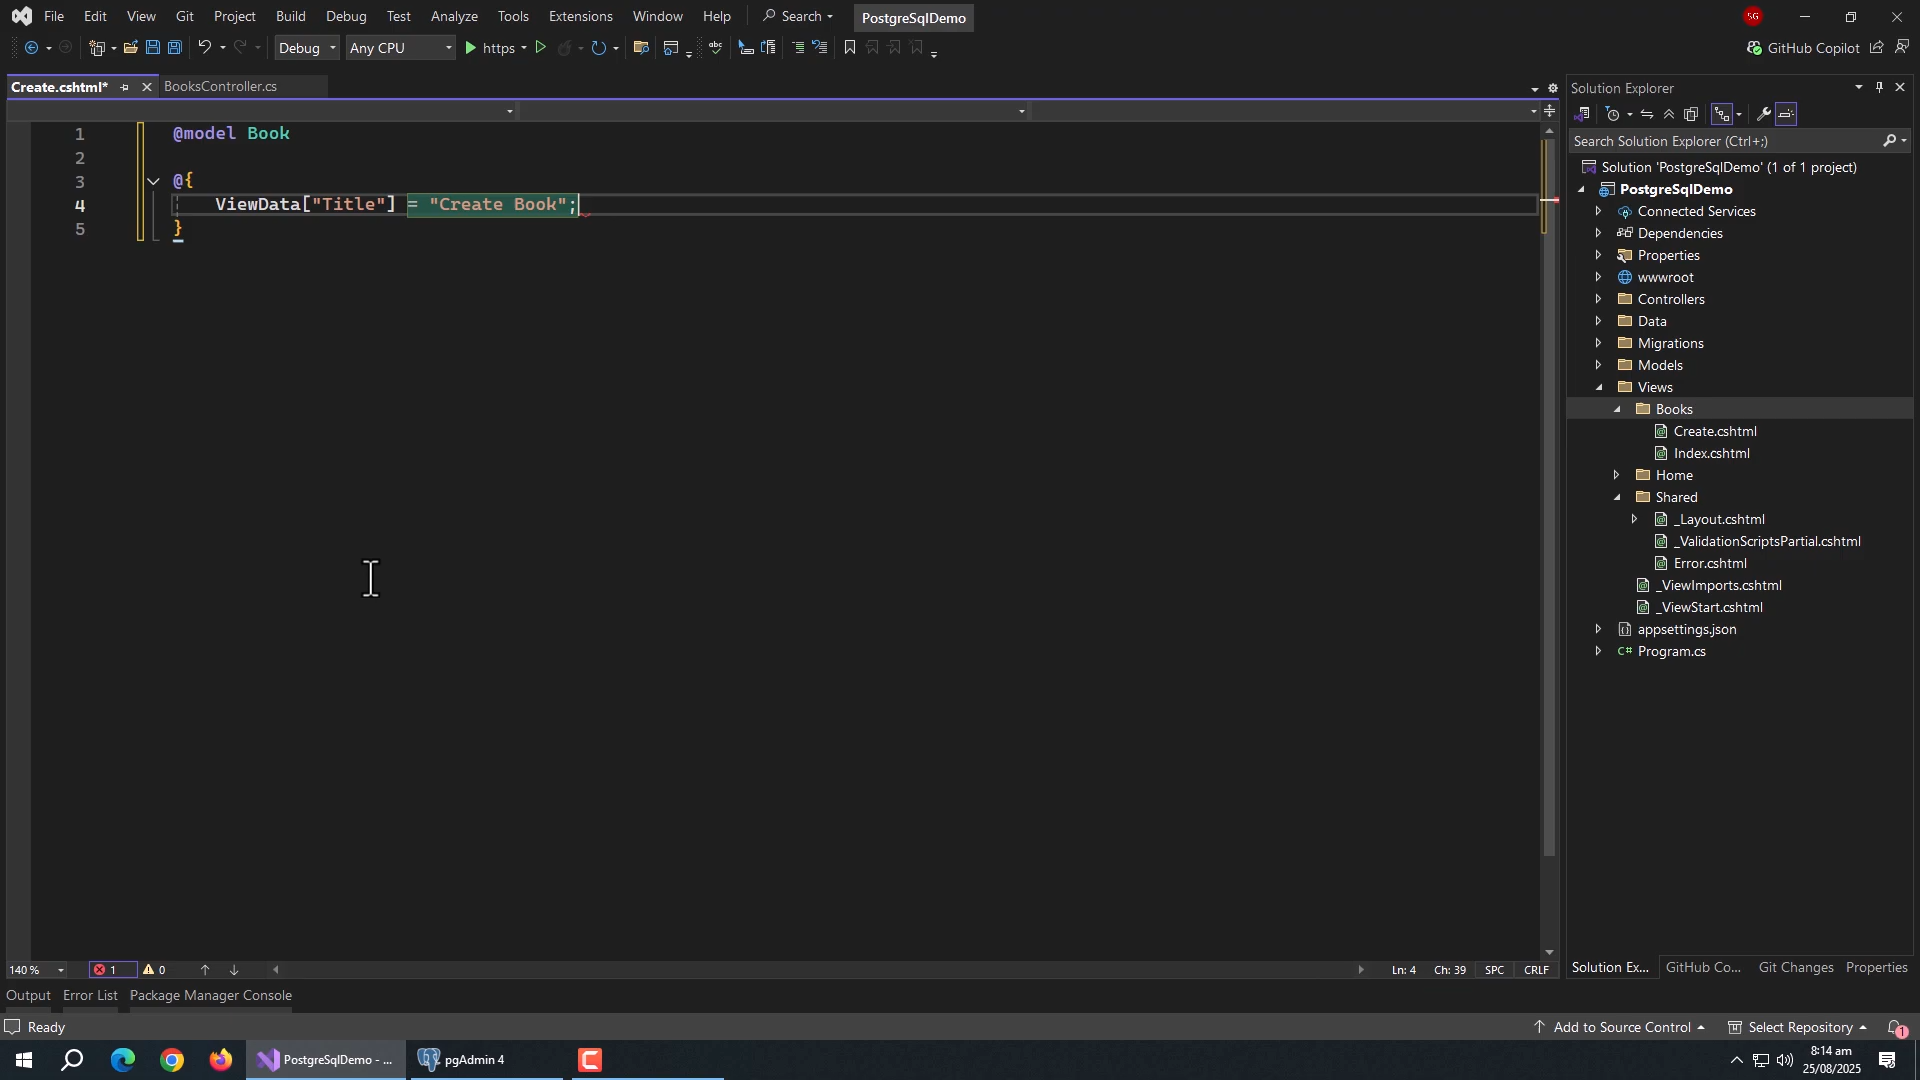 File Edit View Git Project Build Debug Test Analyze Tools Extensions Window Help Search PostgreSqlDemo SG
Debug Any CPU https GitHub Copilot
Create.cshtml* BooksController.cs
1 @model Book
2
3 @{
4 ViewData["Title"] = "Create Book";
5 }
140 % 1 0 Ln: 4 Ch: 39 SPC CRLF
Solution Explorer
Search Solution Explorer (Ctrl+;)
Solution 'PostgreSqlDemo' (1 of 1 project)
PostgreSqlDemo
Connected Services
Dependencies
Properties
wwwroot
Controllers
Data
Migrations
Models
Views
Books
Create.cshtml
Index.cshtml
Home
Shared
_Layout.cshtml
_ValidationScriptsPartial.cshtml
Error.cshtml
_ViewImports.cshtml
_ViewStart.cshtml
appsettings.json
C# Program.cs
Solution Ex... GitHub Co... Git Changes Properties
Output Error List Package Manager Console
Ready Add to Source Control Select Repository 1
PostgreSqlDemo - ... pgAdmin 4
8:14 am
25/08/2025